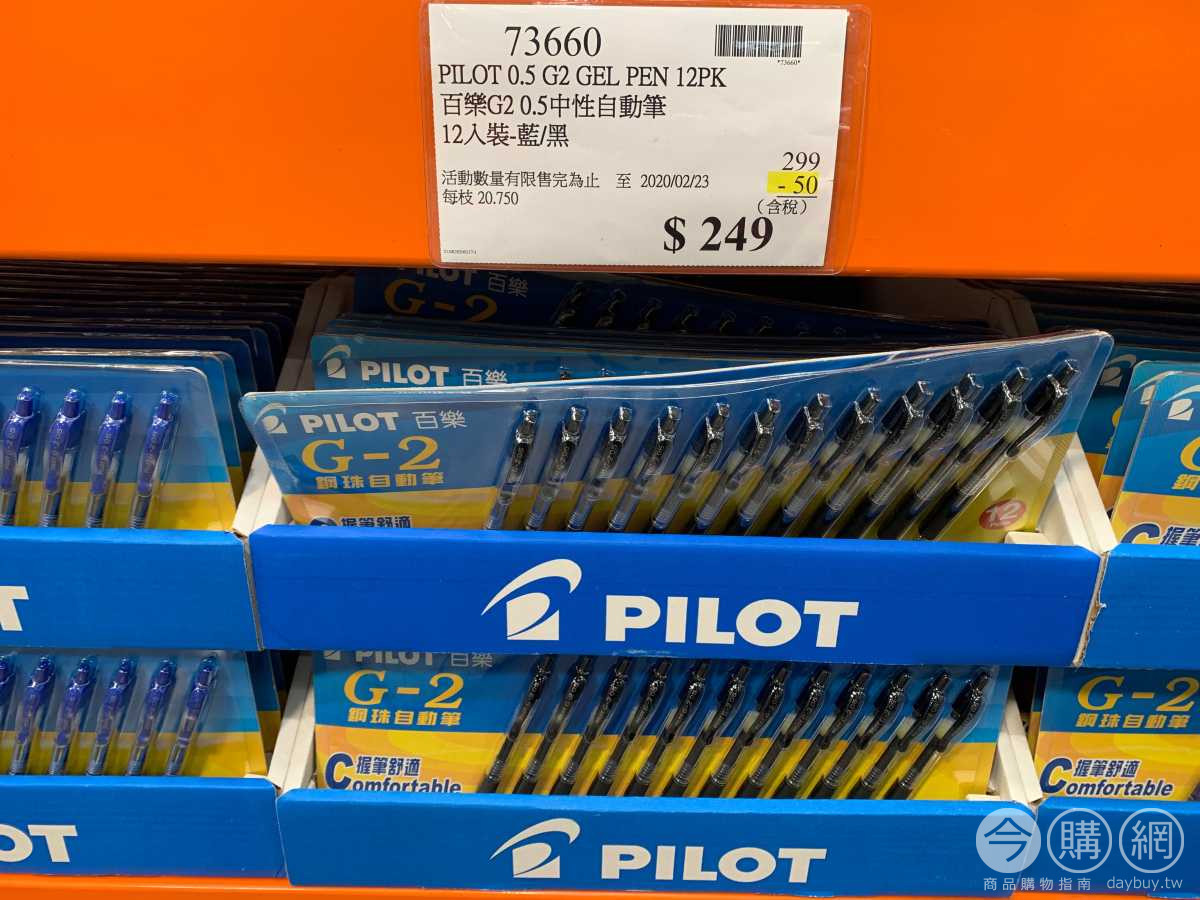 73660
*73660*
PILOT 0.5 G2 GEL PEN 12PK
百樂G2 0.5中性自動筆
12入裝-藍/黑
299
活動數量有限售完為止 至 2020/02/23
- 50
每枝 20.750
(含稅)
$ 249
PILOT 百樂
G-2
PILOT 百樂
PILOT 百樂
G-2
鋼珠自動筆
握筆舒適
12
PILOT
PILOT 百樂
G-2
鋼珠自動筆
握筆舒適
Comfortable
G-2
鋼珠自動筆
握筆舒適
Comfortable
OT
PILOT
今購網
商品購物指南 daybuy.tw